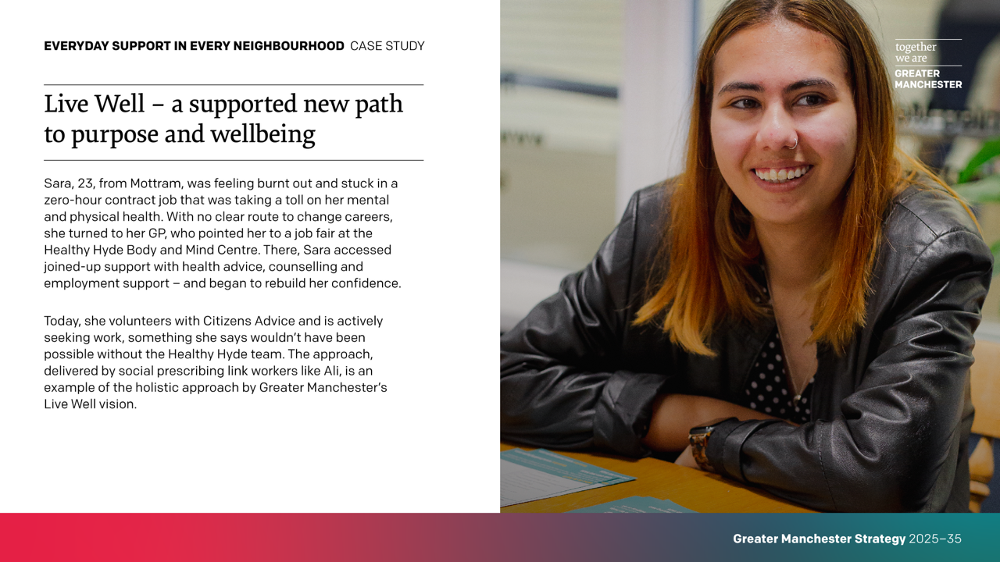 EVERYDAY SUPPORT IN EVERY NEIGHBOURHOOD CASE STUDY
Live Well – a supported new path
to purpose and wellbeing
Sara, 23, from Mottram, was feeling burnt out and stuck in a
zero-hour contract job that was taking a toll on her mental
and physical health. With no clear route to change careers,
she turned to her GP, who pointed her to a job fair at the
Healthy Hyde Body and Mind Centre. There, Sara accessed
joined-up support with health advice, counselling and
employment support – and began to rebuild her confidence.
Today, she volunteers with Citizens Advice and is actively
seeking work, something she says wouldn’t have been
possible without the Healthy Hyde team. The approach,
delivered by social prescribing link workers like Ali, is an
example of the holistic approach by Greater Manchester’s
Live Well vision.
together
we are
GREATER
MANCHESTER
Greater Manchester Strategy 2025–35